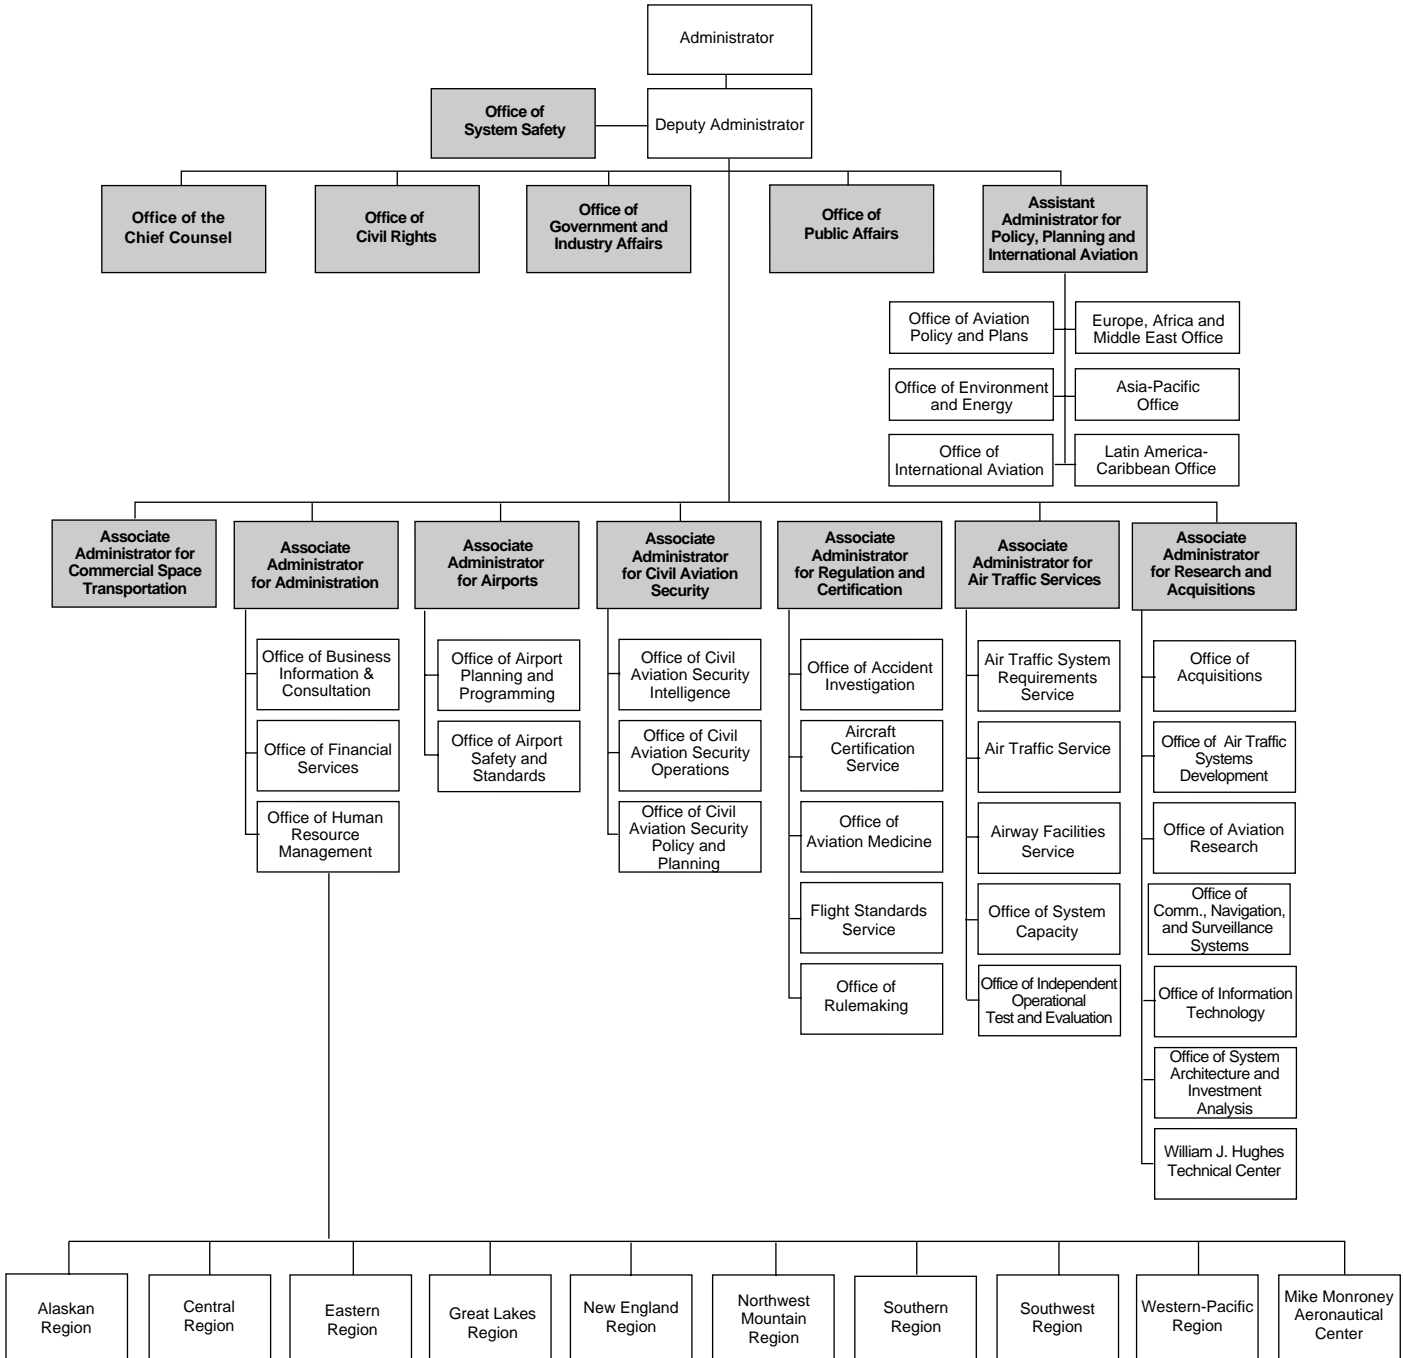 Administrator
Office of
System Safety
Deputy Administrator
Office of the
Chief Counsel
Office of
Civil Rights
Office of
Government and
Industry Affairs
Office of
Public Affairs
Assistant
Administrator for
Policy, Planning and
International Aviation
Office of Aviation
Policy and Plans
Europe, Africa and
Middle East Office
Office of Environment
and Energy
Asia-Pacific
Office
Office of
International Aviation
Latin America-
Caribbean Office
Associate
Administrator for
Commercial Space
Transportation
Associate
Administrator
for Administration
Associate
Administrator
for Airports
Associate
Administrator
for Civil Aviation
Security
Associate
Administrator
for Regulation and
Certification
Associate
Administrator for
Air Traffic Services
Associate
Administrator
for Research and
Acquisitions
Office of Business
Information &
Consultation
Office of Financial
Services
Office of Human
Resource
Management
Office of Airport
Planning and
Programming
Office of Airport
Safety and
Standards
Office of Civil
Aviation Security
Intelligence
Office of Civil
Aviation Security
Operations
Office of Civil
Aviation Security
Policy and
Planning
Office of Accident
Investigation
Aircraft
Certification
Service
Office of
Aviation Medicine
Flight Standards
Service
Office of
Rulemaking
Air Traffic System
Requirements
Service
Air Traffic Service
Airway Facilities
Service
Office of System
Capacity
Office of Independent
Operational
Test and Evaluation
Office of
Acquisitions
Office of Air Traffic
Systems
Development
Office of Aviation
Research
Office of
Comm., Navigation,
and Surveillance
Systems
Office of Information
Technology
Office of System
Architecture and
Investment
Analysis
William J. Hughes
Technical Center
Alaskan
Region
Central
Region
Eastern
Region
Great Lakes
Region
New England
Region
Northwest
Mountain
Region
Southern
Region
Southwest
Region
Western-Pacific
Region
Mike Monroney
Aeronautical
Center